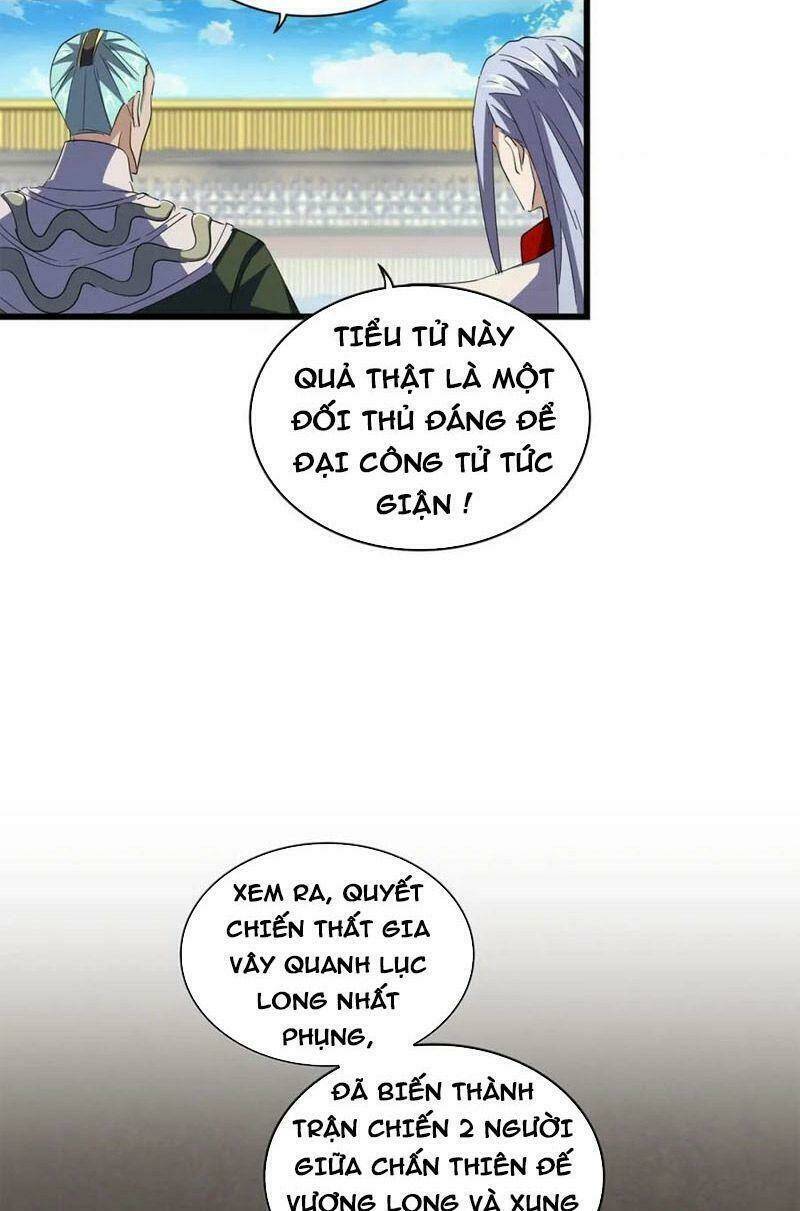 TIỂU TỬ NÀY
QUẢ THẬT LÀ MỘT
ĐỐI THỦ ĐÁNG ĐỂ
ĐẠI CÔNG TỬ TỨC
GIẬN !
XEM RA, QUYẾT
CHIẾN THẤT GIA
VÂY QUANH LỤC
LONG NHẤT
PHỤNG,
ĐÃ BIẾN THÀNH
TRẬN CHIẾN 2 NGƯỜI
GIỮA CHẤN THIÊN ĐẾ
VƯƠNG LONG VÀ XUNG